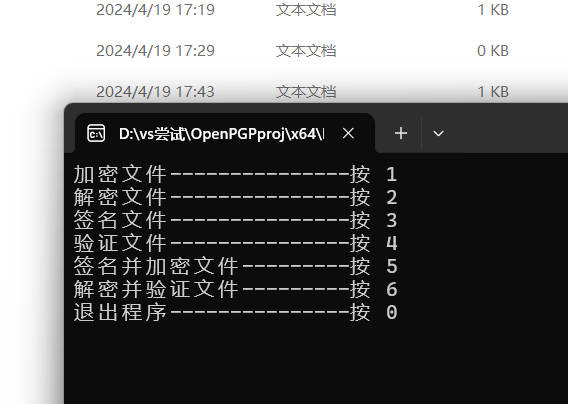 2024/4/19 17:19 文本文档 1 KB
2024/4/19 17:29 文本文档 0 KB
2024/4/19 17:43 文本文档 1 KB
D:\vs尝试\OpenPGPproj\x64\
加密文件---------------按 1
解密文件---------------按 2
签名文件---------------按 3
验证文件---------------按 4
签名并加密文件---------按 5
解密并验证文件---------按 6
退出程序---------------按 0